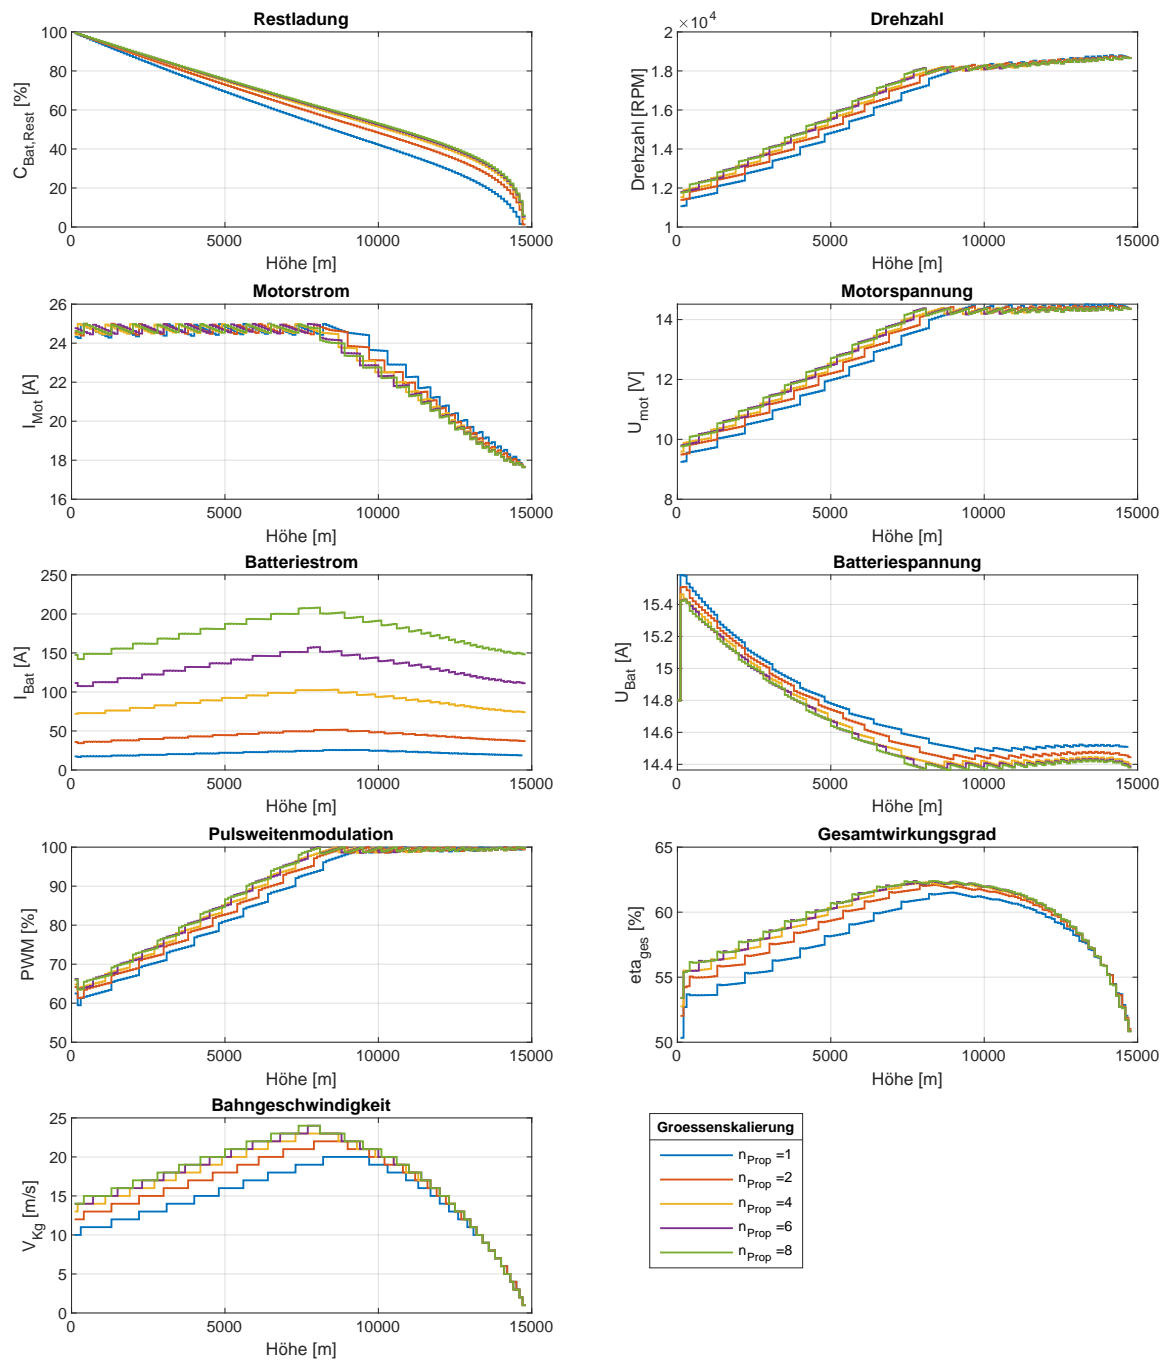 Restladung
C_Bat,Rest [%]
100
80
60
40
20
0
0 5000 10000 15000
Höhe [m]
Drehzahl
×10^4
Drehzahl [RPM]
2
1.8
1.6
1.4
1.2
1
0 5000 10000 15000
Höhe [m]
Motorstrom
I_Mot [A]
26
24
22
20
18
16
0 5000 10000 15000
Höhe [m]
Motorspannung
U_mot [V]
14
12
10
8
0 5000 10000 15000
Höhe [m]
Batteriestrom
I_Bat [A]
250
200
150
100
50
0
0 5000 10000 15000
Höhe [m]
Batteriespannung
U_Bat [A]
15.4
15.2
15
14.8
14.6
14.4
0 5000 10000 15000
Höhe [m]
Pulsweitenmodulation
PWM [%]
100
90
80
70
60
50
0 5000 10000 15000
Höhe [m]
Gesamtwirkungsgrad
eta_ges [%]
65
60
55
50
0 5000 10000 15000
Höhe [m]
Bahngeschwindigkeit
V_Kg [m/s]
25
20
15
10
5
0
0 5000 10000 15000
Höhe [m]
Groessenskalierung
n_Prop =1
n_Prop =2
n_Prop =4
n_Prop =6
n_Prop =8